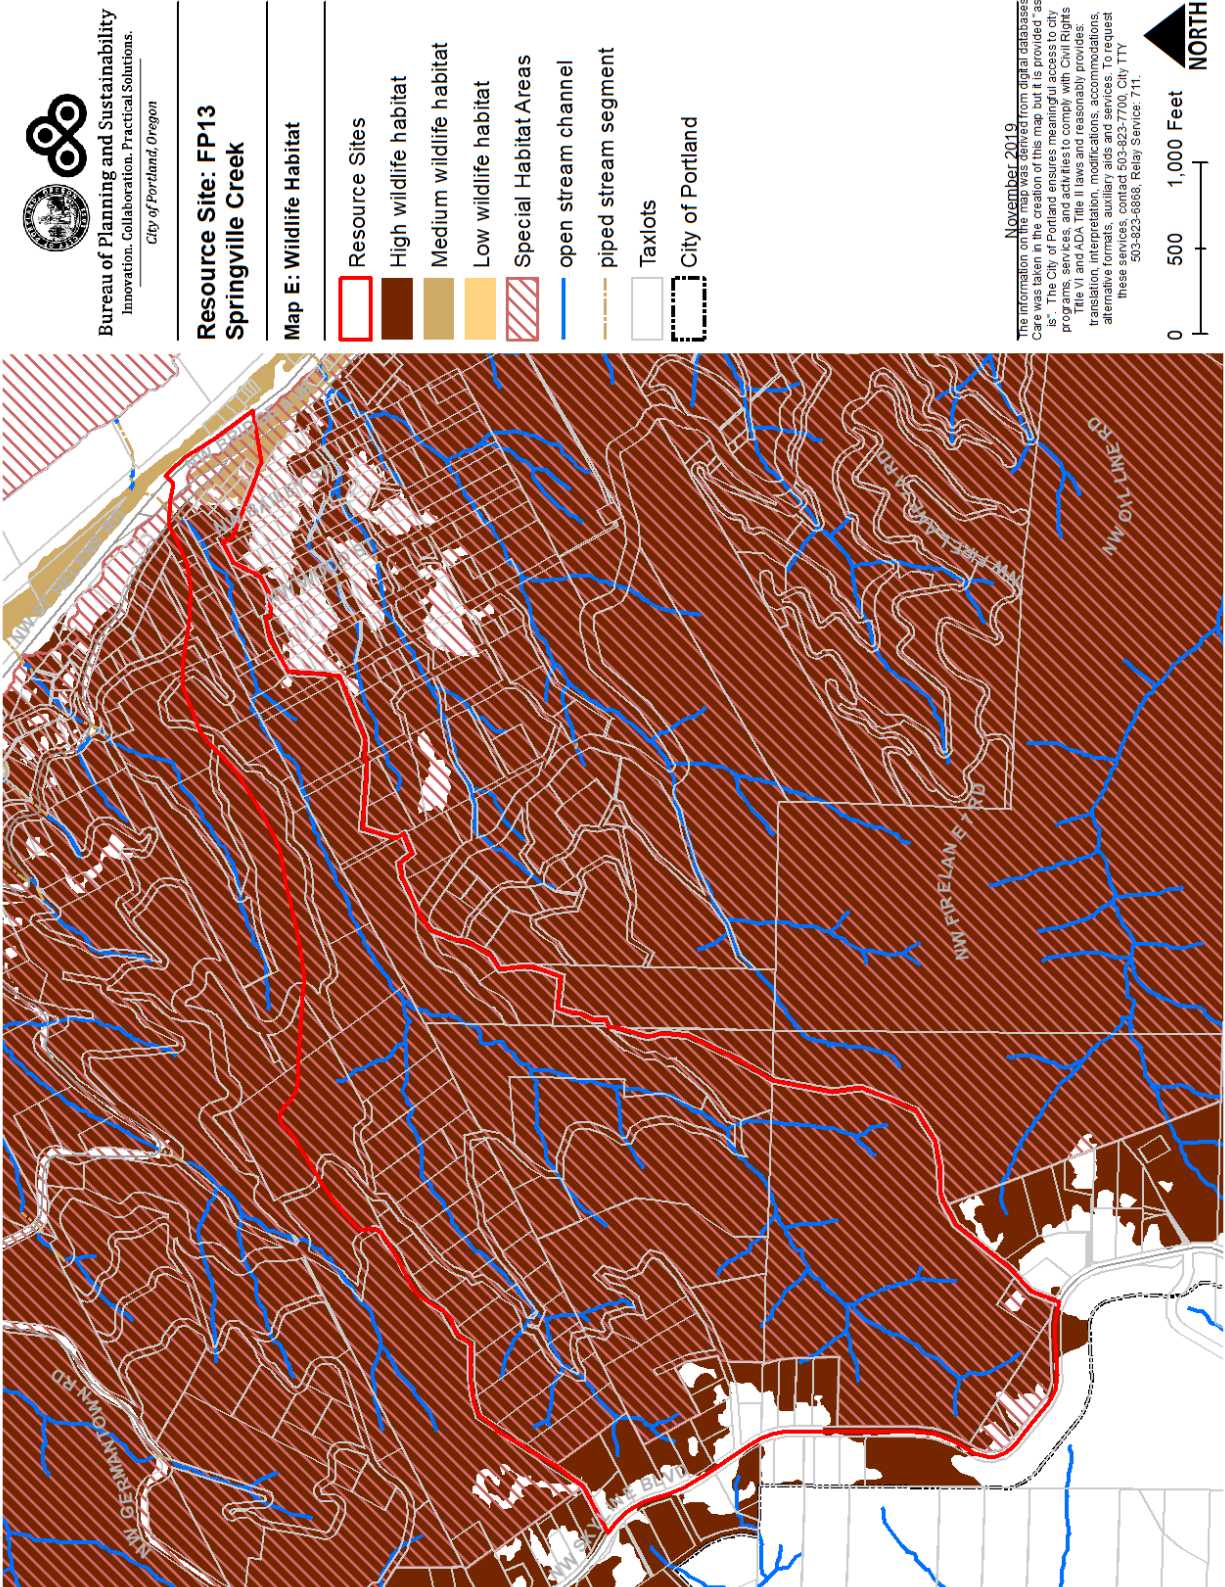 Bureau of Planning and Sustainability
Innovation. Collaboration. Practical Solutions.
City of Portland, Oregon
Resource Site: FP13
Springville Creek
Map E: Wildlife Habitat
Resource Sites
High wildlife habitat
Medium wildlife habitat
Low wildlife habitat
Special Habitat Areas
open stream channel
piped stream segment
Taxlots
City of Portland
November 2019
The information on the map was derived from digital databases
care was taken in the creation of this map but it is provided "as
is". The City of Portland ensures meaningful access to city
programs, services, and activities to comply with Civil Rights
Title VI and ADA Title II laws and reasonably provides:
translation, interpretation, modifications, accommodations,
alternative formats, auxiliary aids and services. To request
these services, contact 503-823-7700, City TTY
503-823-6868, Relay Service: 711.
0 500 1,000 Feet
NORTH
NW GERMANTOWN RD
NW SKYLINE BLVD
NW FIRELANE 7 RD
NW OIL LINE RD
NW FIRELANE
RD